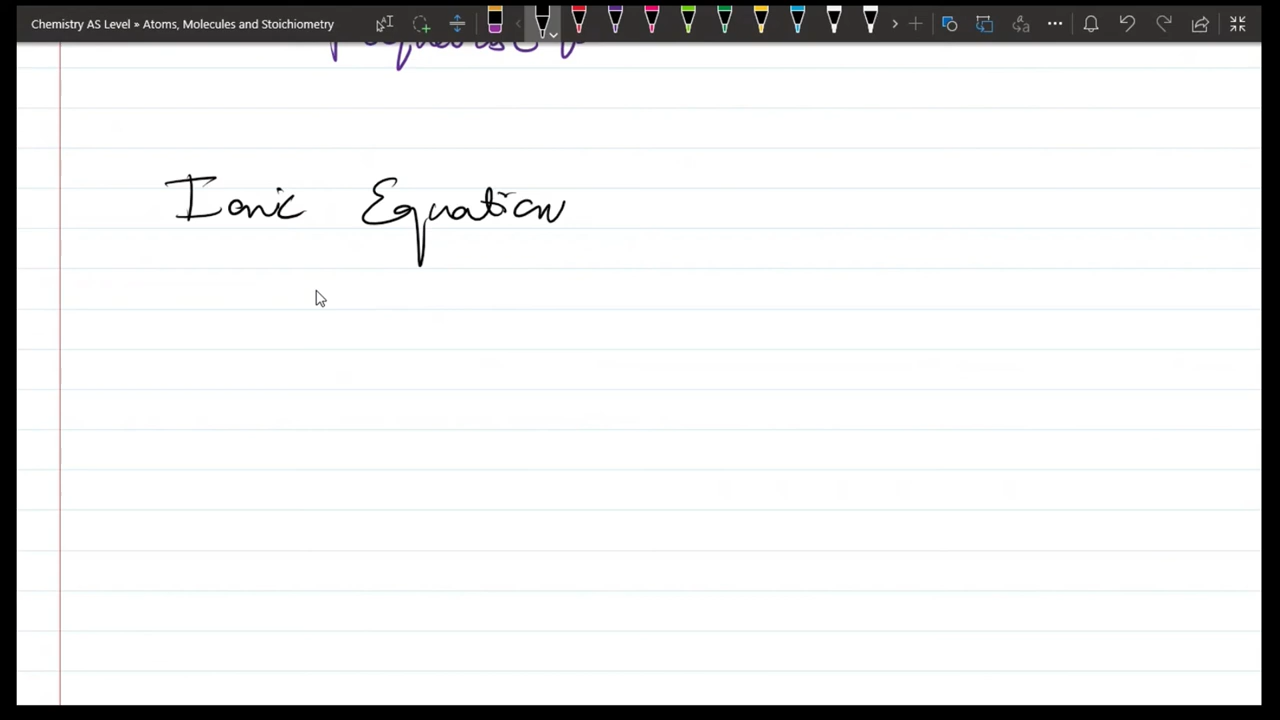 Chemistry AS Level » Atoms, Molecules and Stoichiometry
Ionic Equation